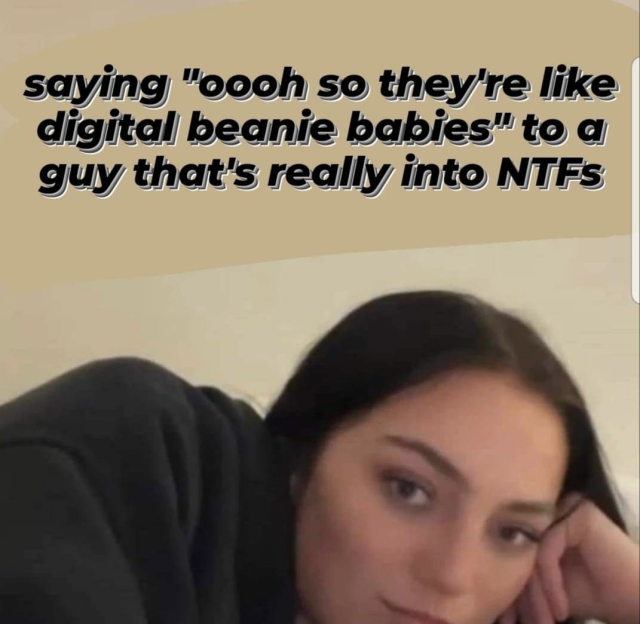 saying "oooh so they're like
digital beanie babies" to a
guy that's really into NTFs